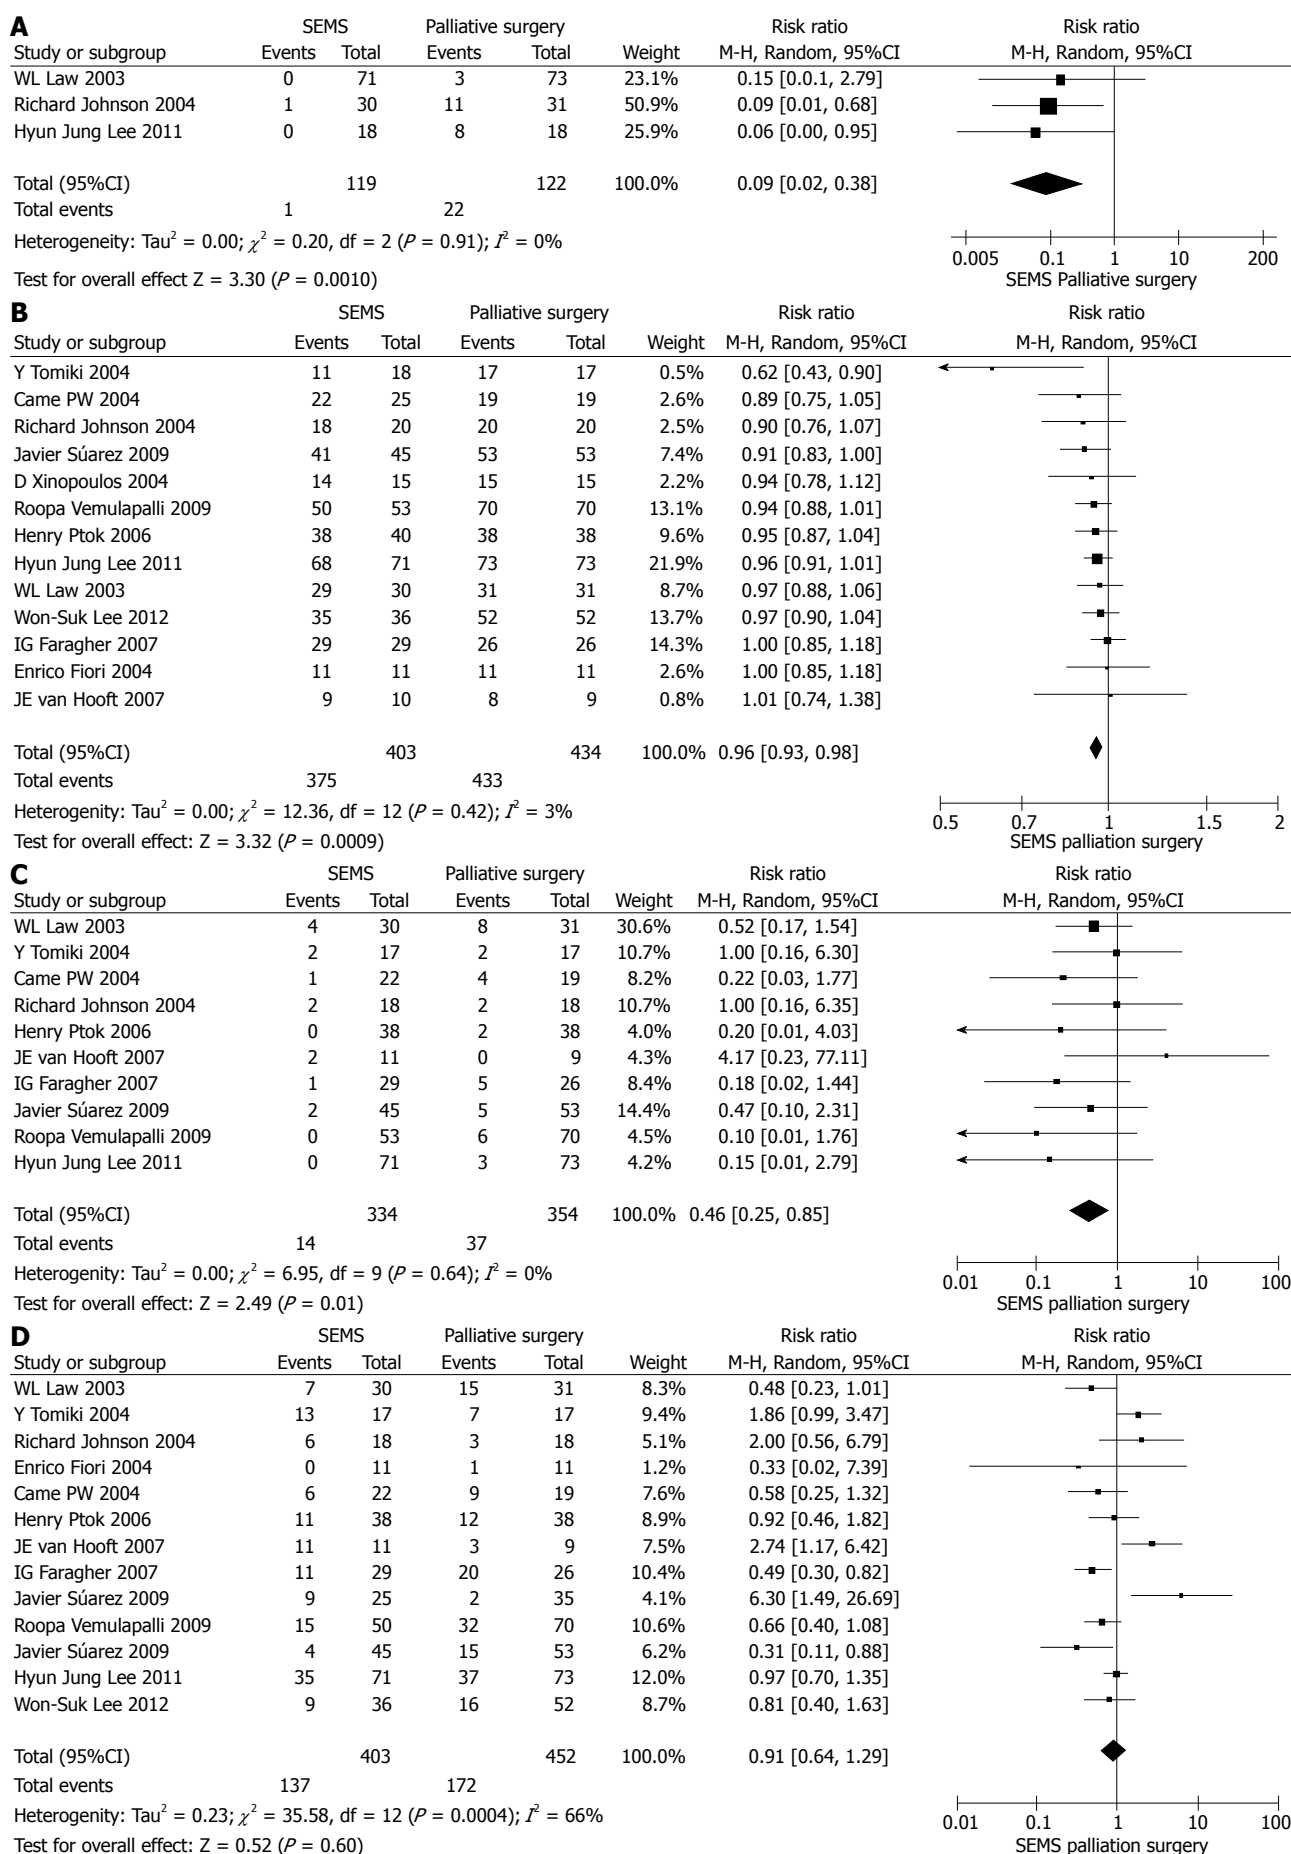 A SEMS Palliative surgery Risk ratio Risk ratio
Study or subgroup Events Total Events Total Weight M-H, Random, 95%CI M-H, Random, 95%CI
WL Law 2003 0 71 3 73 23.1% 0.15 [0.0.1, 2.79]
Richard Johnson 2004 1 30 11 31 50.9% 0.09 [0.01, 0.68]
Hyun Jung Lee 2011 0 18 8 18 25.9% 0.06 [0.00, 0.95]
Total (95%CI) 119 122 100.0% 0.09 [0.02, 0.38]
Total events 1 22
Heterogeneity: Tau² = 0.00; χ² = 0.20, df = 2 (P = 0.91); I² = 0%
0.005 0.1 1 10 200
Test for overall effect Z = 3.30 (P = 0.0010) SEMS Palliative surgery
B SEMS Palliative surgery Risk ratio Risk ratio
Study or subgroup Events Total Events Total Weight M-H, Random, 95%CI M-H, Random, 95%CI
Y Tomiki 2004 11 18 17 17 0.5% 0.62 [0.43, 0.90]
Came PW 2004 22 25 19 19 2.6% 0.89 [0.75, 1.05]
Richard Johnson 2004 18 20 20 20 2.5% 0.90 [0.76, 1.07]
Javier Súarez 2009 41 45 53 53 7.4% 0.91 [0.83, 1.00]
D Xinopoulos 2004 14 15 15 15 2.2% 0.94 [0.78, 1.12]
Roopa Vemulapalli 2009 50 53 70 70 13.1% 0.94 [0.88, 1.01]
Henry Ptok 2006 38 40 38 38 9.6% 0.95 [0.87, 1.04]
Hyun Jung Lee 2011 68 71 73 73 21.9% 0.96 [0.91, 1.01]
WL Law 2003 29 30 31 31 8.7% 0.97 [0.88, 1.06]
Won-Suk Lee 2012 35 36 52 52 13.7% 0.97 [0.90, 1.04]
IG Faragher 2007 29 29 26 26 14.3% 1.00 [0.85, 1.18]
Enrico Fiori 2004 11 11 11 11 2.6% 1.00 [0.85, 1.18]
JE van Hooft 2007 9 10 8 9 0.8% 1.01 [0.74, 1.38]
Total (95%CI) 403 434 100.0% 0.96 [0.93, 0.98]
Total events 375 433
Heterogenity: Tau² = 0.00; χ² = 12.36, df = 12 (P = 0.42); I² = 3%
0.5 0.7 1 1.5 2
Test for overall effect: Z = 3.32 (P = 0.0009) SEMS palliation surgery
C SEMS Palliative surgery Risk ratio Risk ratio
Study or subgroup Events Total Events Total Weight M-H, Random, 95%CI M-H, Random, 95%CI
WL Law 2003 4 30 8 31 30.6% 0.52 [0.17, 1.54]
Y Tomiki 2004 2 17 2 17 10.7% 1.00 [0.16, 6.30]
Came PW 2004 1 22 4 19 8.2% 0.22 [0.03, 1.77]
Richard Johnson 2004 2 18 2 18 10.7% 1.00 [0.16, 6.35]
Henry Ptok 2006 0 38 2 38 4.0% 0.20 [0.01, 4.03]
JE van Hooft 2007 2 11 0 9 4.3% 4.17 [0.23, 77.11]
IG Faragher 2007 1 29 5 26 8.4% 0.18 [0.02, 1.44]
Javier Súarez 2009 2 45 5 53 14.4% 0.47 [0.10, 2.31]
Roopa Vemulapalli 2009 0 53 6 70 4.5% 0.10 [0.01, 1.76]
Hyun Jung Lee 2011 0 71 3 73 4.2% 0.15 [0.01, 2.79]
Total (95%CI) 334 354 100.0% 0.46 [0.25, 0.85]
Total events 14 37
Heterogenity: Tau² = 0.00; χ² = 6.95, df = 9 (P = 0.64); I² = 0%
0.01 0.1 1 10 100
Test for overall effect: Z = 2.49 (P = 0.01) SEMS palliation surgery
D SEMS Palliative surgery Risk ratio Risk ratio
Study or subgroup Events Total Events Total Weight M-H, Random, 95%CI M-H, Random, 95%CI
WL Law 2003 7 30 15 31 8.3% 0.48 [0.23, 1.01]
Y Tomiki 2004 13 17 7 17 9.4% 1.86 [0.99, 3.47]
Richard Johnson 2004 6 18 3 18 5.1% 2.00 [0.56, 6.79]
Enrico Fiori 2004 0 11 1 11 1.2% 0.33 [0.02, 7.39]
Came PW 2004 6 22 9 19 7.6% 0.58 [0.25, 1.32]
Henry Ptok 2006 11 38 12 38 8.9% 0.92 [0.46, 1.82]
JE van Hooft 2007 11 11 3 9 7.5% 2.74 [1.17, 6.42]
IG Faragher 2007 11 29 20 26 10.4% 0.49 [0.30, 0.82]
Javier Súarez 2009 9 25 2 35 4.1% 6.30 [1.49, 26.69]
Roopa Vemulapalli 2009 15 50 32 70 10.6% 0.66 [0.40, 1.08]
Javier Súarez 2009 4 45 15 53 6.2% 0.31 [0.11, 0.88]
Hyun Jung Lee 2011 35 71 37 73 12.0% 0.97 [0.70, 1.35]
Won-Suk Lee 2012 9 36 16 52 8.7% 0.81 [0.40, 1.63]
Total (95%CI) 403 452 100.0% 0.91 [0.64, 1.29]
Total events 137 172
Heterogenity: Tau² = 0.23; χ² = 35.58, df = 12 (P = 0.0004); I² = 66%
0.01 0.1 1 10 100
Test for overall effect: Z = 0.52 (P = 0.60) SEMS palliation surgery